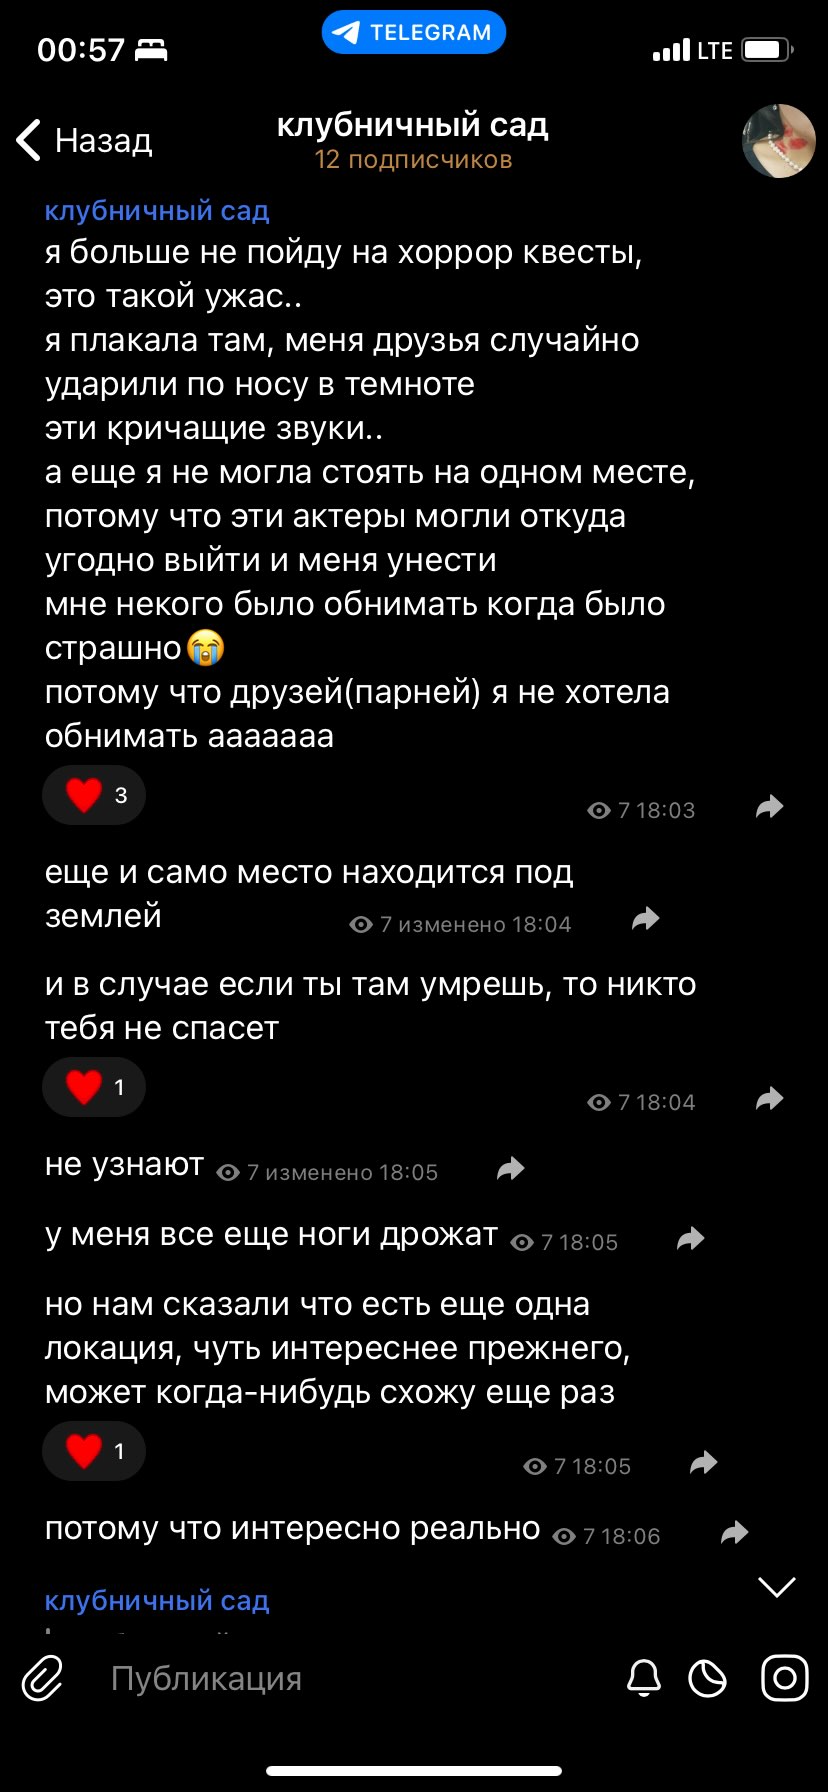 00:57
TELEGRAM
LTE
Назад
клубничный сад
12 подписчиков
клубничный сад
я больше не пойду на хоррор квесты,
это такой ужас..
я плакала там, меня друзья случайно
ударили по носу в темноте
эти кричащие звуки..
а еще я не могла стоять на одном месте,
потому что эти актеры могли откуда
угодно выйти и меня унести
мне некого было обнимать когда было
страшно😭
потому что друзей(парней) я не хотела
обнимать ааааааа
❤️ 3
7 18:03
еще и само место находится под
землей
7 изменено 18:04
и в случае если ты там умрешь, то никто
тебя не спасет
❤️ 1
7 18:04
не узнают 7 изменено 18:05
у меня все еще ноги дрожат 7 18:05
но нам сказали что есть еще одна
локация, чуть интереснее прежнего,
может когда-нибудь схожу еще раз
❤️ 1
7 18:05
потому что интересно реально 7 18:06
клубничный сад
Публикация